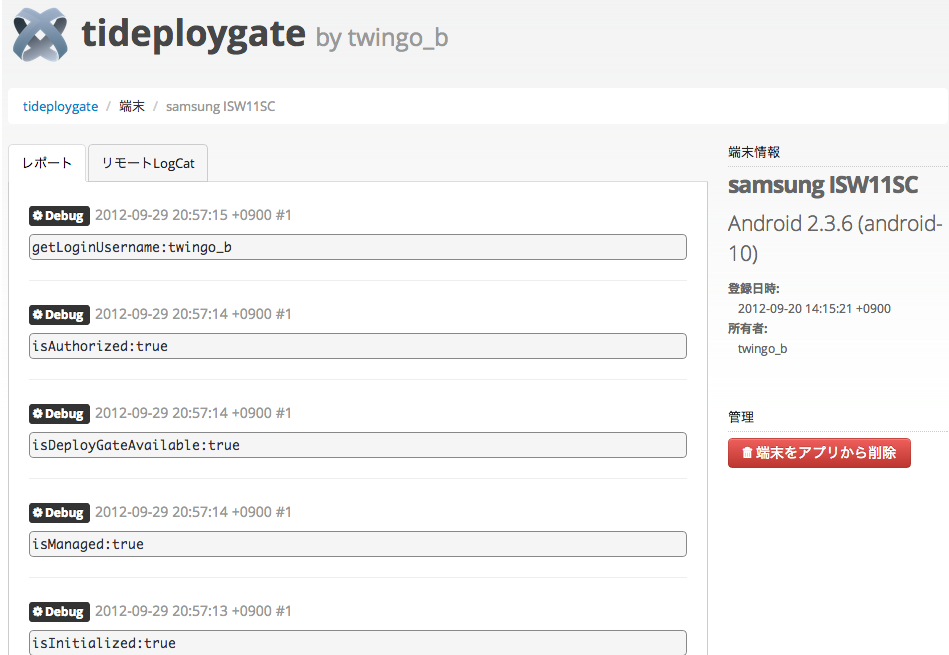 tideploygate by twingo_b
tideploygate / 端末 / samsung ISW11SC
レポート
リモートLogCat
Debug 2012-09-29 20:57:15 +0900 #1
getLoginUsername:twingo_b
Debug 2012-09-29 20:57:14 +0900 #1
isAuthorized:true
Debug 2012-09-29 20:57:14 +0900 #1
isDeployGateAvailable:true
Debug 2012-09-29 20:57:14 +0900 #1
isManaged:true
Debug 2012-09-29 20:57:13 +0900 #1
isInitialized:true
端末情報
samsung ISW11SC
Android 2.3.6 (android-
10)
登録日時:
2012-09-20 14:15:21 +0900
所有者:
twingo_b
管理
端末をアプリから削除